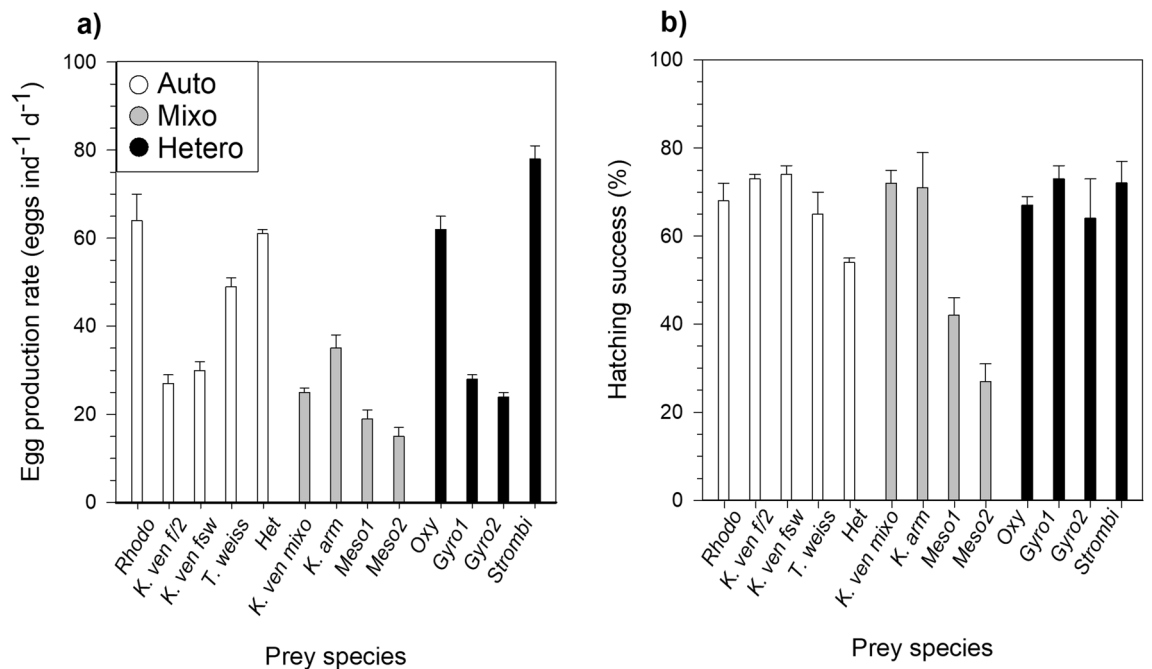 a)
Egg production rate (eggs ind⁻¹ d⁻¹)
100
80
60
40
20
0
Auto
Mixo
Hetero
Rhodo
K. ven f/2
K. ven fsw
T. weiss
Het
K. ven mixo
K. arm
Meso1
Meso2
Oxy
Gyro1
Gyro2
Strombi
Prey species
b)
Hatching success (%)
100
80
60
40
20
0
Rhodo
K. ven f/2
K. ven fsw
T. weiss
Het
K. ven mixo
K. arm
Meso1
Meso2
Oxy
Gyro1
Gyro2
Strombi
Prey species